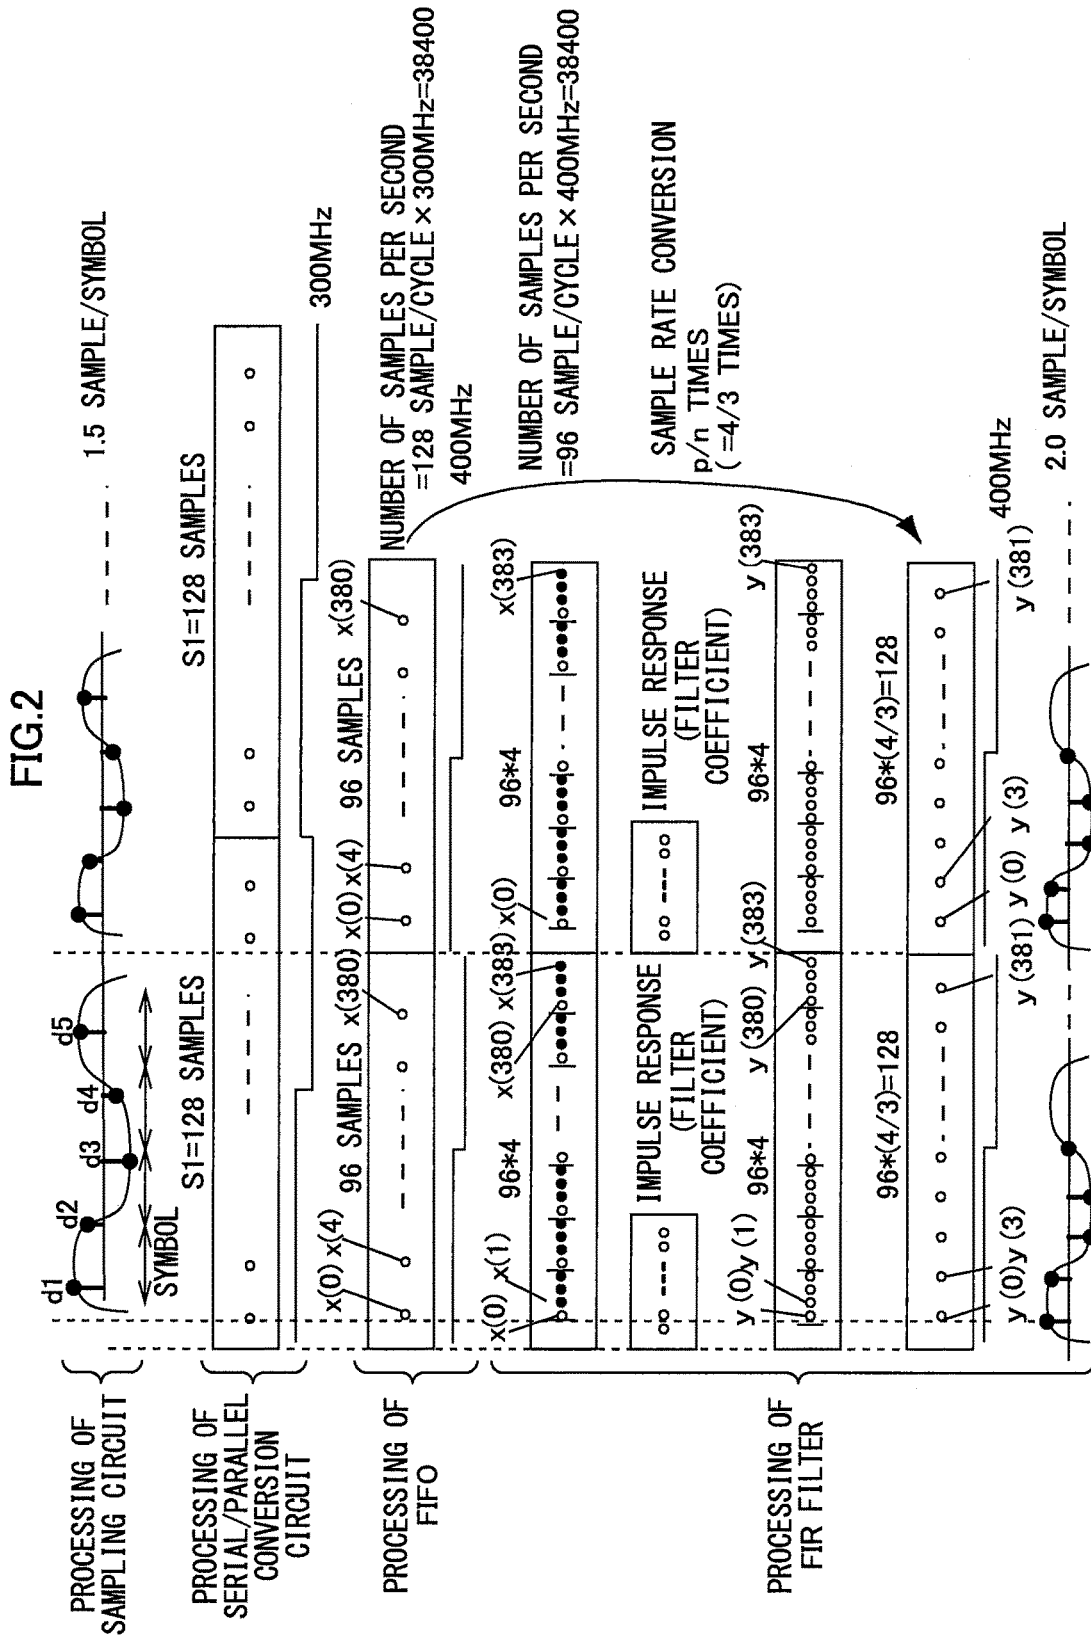 FIG.2
PROCESSING OF
SAMPLING CIRCUIT
d1
d2
d3
d4
d5
SYMBOL
1.5 SAMPLE/SYMBOL
PROCESSING OF
SERIAL/PARALLEL
CONVERSION
CIRCUIT
S1=128 SAMPLES
S1=128 SAMPLES
300MHz
PROCESSING OF
FIFO
x(0)
x(4)
96 SAMPLES
x(380)
x(0)
x(4)
96 SAMPLES
x(380)
NUMBER OF SAMPLES PER SECOND
=128 SAMPLE/CYCLE×300MHz=38400
400MHz
PROCESSING OF
FIR FILTER
x(0)
x(1)
96*4
x(380)
x(383)
x(0)
96*4
x(383)
NUMBER OF SAMPLES PER SECOND
=96 SAMPLE/CYCLE×400MHz=38400
IMPULSE RESPONSE
(FILTER
COEFFICIENT)
IMPULSE RESPONSE
(FILTER
COEFFICIENT)
SAMPLE RATE CONVERSION
p/n TIMES
(=4/3 TIMES)
y(0)
y(1)
96*4
y(380)
y(383)
96*4
y(383)
96*(4/3)=128
96*(4/3)=128
y(0)
y(3)
y(381)
y(0)
y(3)
y(381)
400MHz
2.0 SAMPLE/SYMBOL